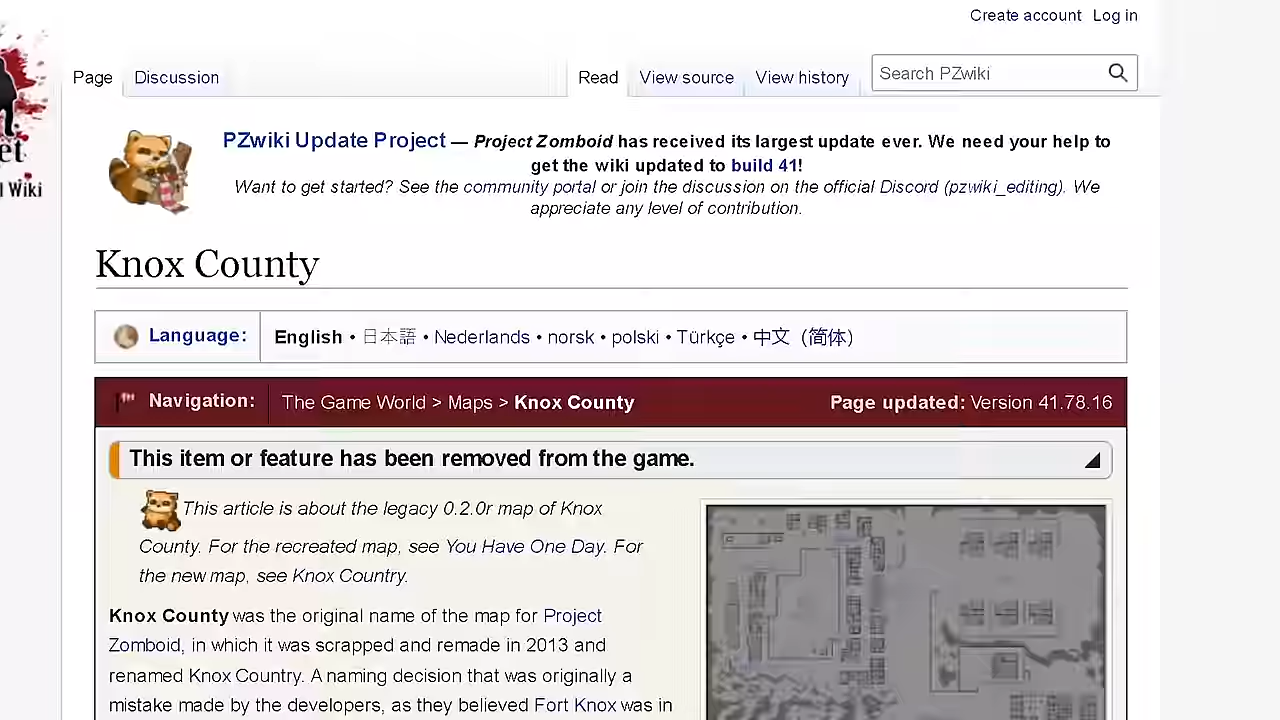 Create account Log in
Page Discussion Read View source View history Search PZwiki
et
l Wiki
PZwiki Update Project — Project Zomboid has received its largest update ever. We need your help to
get the wiki updated to build 41!
Want to get started? See the community portal or join the discussion on the official Discord (pzwiki_editing). We
appreciate any level of contribution.
Knox County
Language: English • 日本語 • Nederlands • norsk • polski • Türkçe • 中文（简体）
Navigation: The Game World > Maps > Knox County Page updated: Version 41.78.16
This item or feature has been removed from the game.
This article is about the legacy 0.2.0r map of Knox
County. For the recreated map, see You Have One Day. For
the new map, see Knox Country.
Knox County was the original name of the map for Project
Zomboid, in which it was scrapped and remade in 2013 and
renamed Knox Country. A naming decision that was originally a
mistake made by the developers, as they believed Fort Knox was in